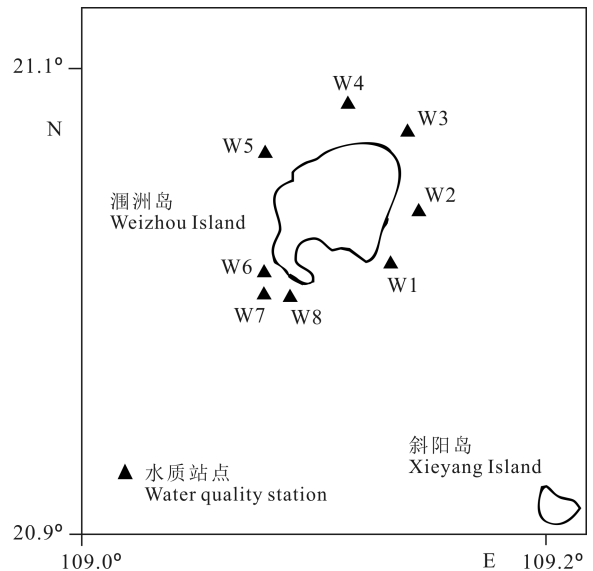 21.1°
W4
W3
N
W5
涠洲岛
Weizhou Island
W2
W6
W1
W7
W8
斜阳岛
Xieyang Island
水质站点
Water quality station
20.9°
109.0°
E
109.2°